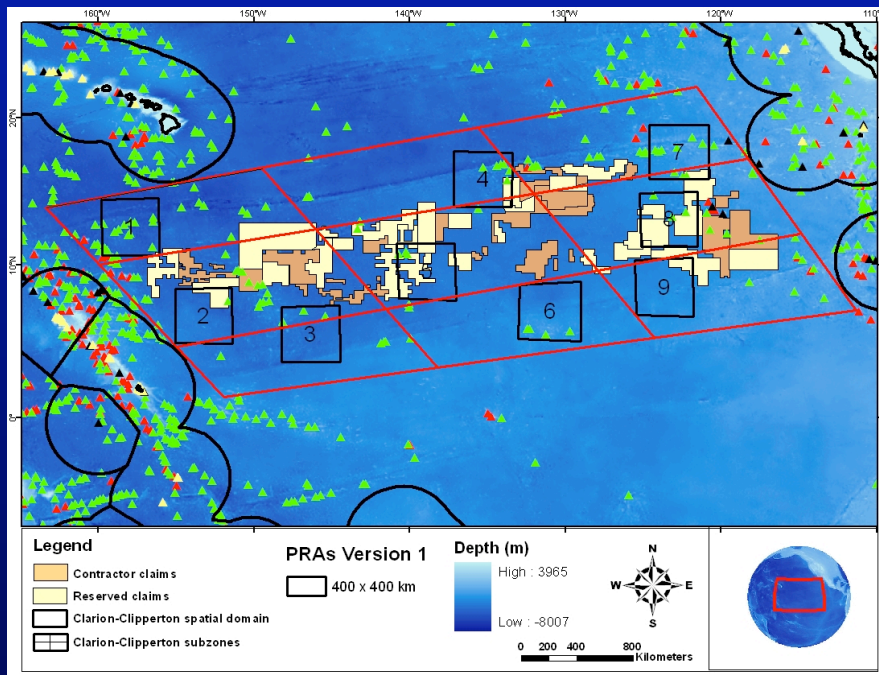 160°W 150°W 140°W 130°W 120°W 110°
20°N
10°N
0°
1
2
3
4
5
6
7
8
9
Legend
Contractor claims
Reserved claims
Clarion-Clipperton spatial domain
Clarion-Clipperton subzones
PRAs Version 1
400 x 400 km
Depth (m)
High : 3965
Low : -8007
N
W E
S
0 200 400 800
Kilometers